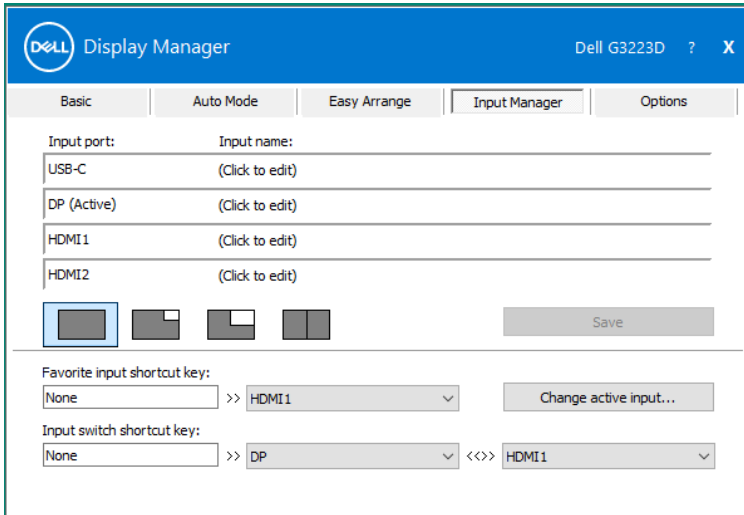 DELL Display Manager Dell G3223D ? X
Basic Auto Mode Easy Arrange Input Manager Options
Input port: Input name:
USB-C (Click to edit)
DP (Active) (Click to edit)
HDMI1 (Click to edit)
HDMI2 (Click to edit)
Save
Favorite input shortcut key:
None >> HDMI1 Change active input...
Input switch shortcut key:
None >> DP <<>> HDMI1